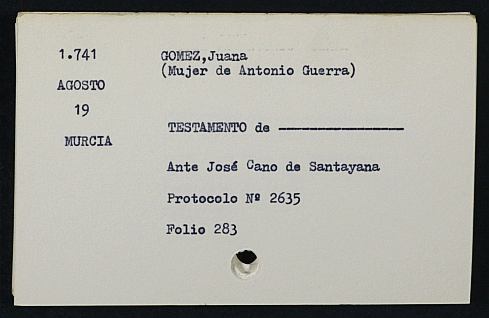 1.741
AGOSTO
19
MURCIA
GOMEZ,Juana
(Mujer de Antonio Guerra)
TESTAMENTO de ----------------
Ante José Cano de Santayana
Protocolo Nº 2635
Folio 283